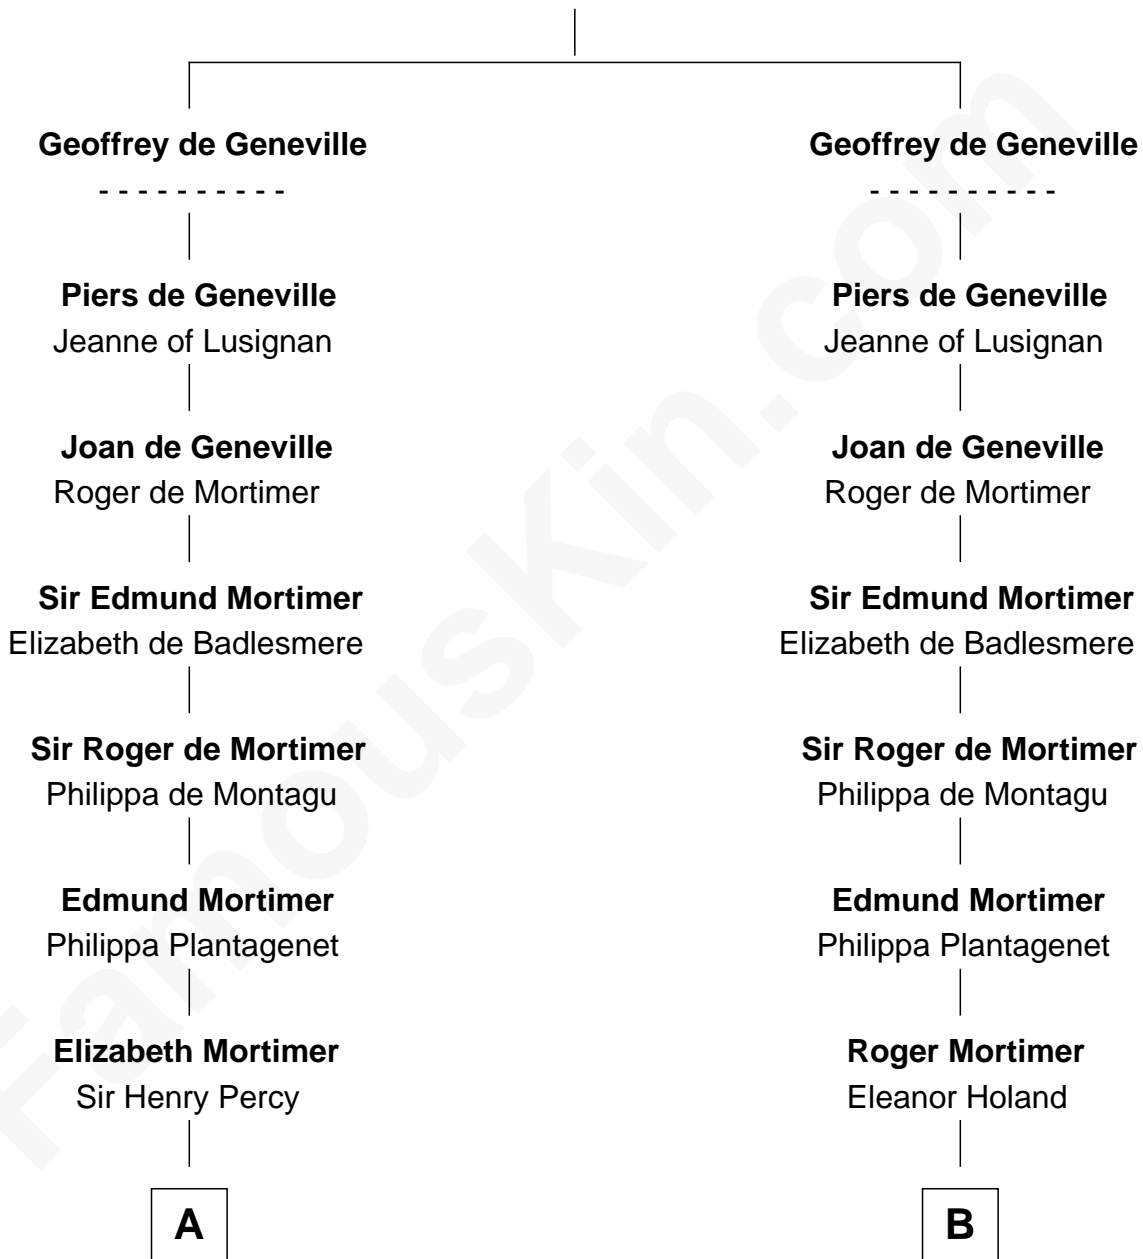 Geoffrey de Geneville
- - - - - - - - - -
Piers de Geneville
Jeanne of Lusignan
Joan de Geneville
Roger de Mortimer
Sir Edmund Mortimer
Elizabeth de Badlesmere
Sir Roger de Mortimer
Philippa de Montagu
Edmund Mortimer
Philippa Plantagenet
Elizabeth Mortimer
Sir Henry Percy
A
Geoffrey de Geneville
- - - - - - - - - -
Piers de Geneville
Jeanne of Lusignan
Joan de Geneville
Roger de Mortimer
Sir Edmund Mortimer
Elizabeth de Badlesmere
Sir Roger de Mortimer
Philippa de Montagu
Edmund Mortimer
Philippa Plantagenet
Roger Mortimer
Eleanor Holand
B
FamousKin.com